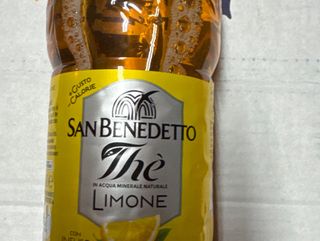 +GUSTO
-CALORIE
SAN BENEDETTO
Thè
IN ACQUA MINERALE NATURALE
LIMONE
CON